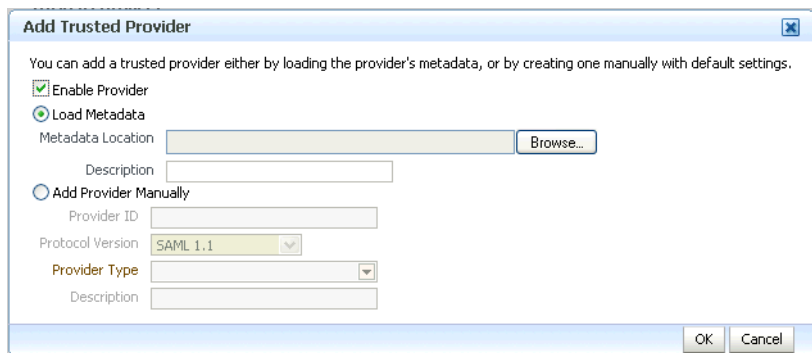 Add Trusted Provider
You can add a trusted provider either by loading the provider's metadata, or by creating one manually with default settings.
Enable Provider
Load Metadata
Metadata Location Browse...
Description
Add Provider Manually
Provider ID
Protocol Version SAML 1.1
Provider Type
Description
OK Cancel